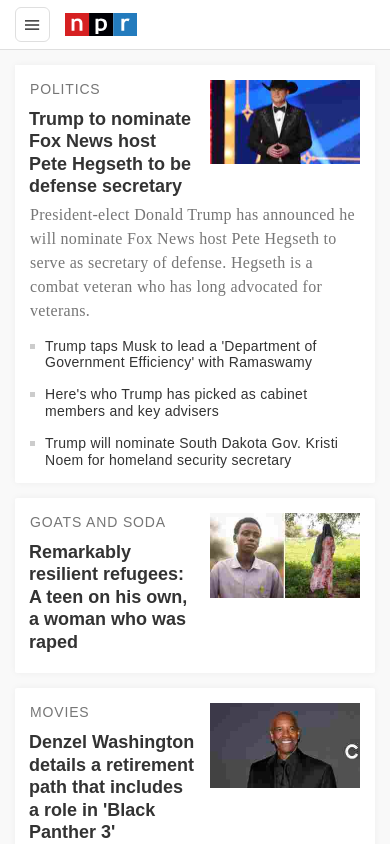 npr
POLITICS
Trump to nominate
Fox News host
Pete Hegseth to be
defense secretary
President-elect Donald Trump has announced he
will nominate Fox News host Pete Hegseth to
serve as secretary of defense. Hegseth is a
combat veteran who has long advocated for
veterans.
Trump taps Musk to lead a 'Department of
Government Efficiency' with Ramaswamy
Here's who Trump has picked as cabinet
members and key advisers
Trump will nominate South Dakota Gov. Kristi
Noem for homeland security secretary
GOATS AND SODA
Remarkably
resilient refugees:
A teen on his own,
a woman who was
raped
MOVIES
Denzel Washington
details a retirement
path that includes
a role in 'Black
Panther 3'
C